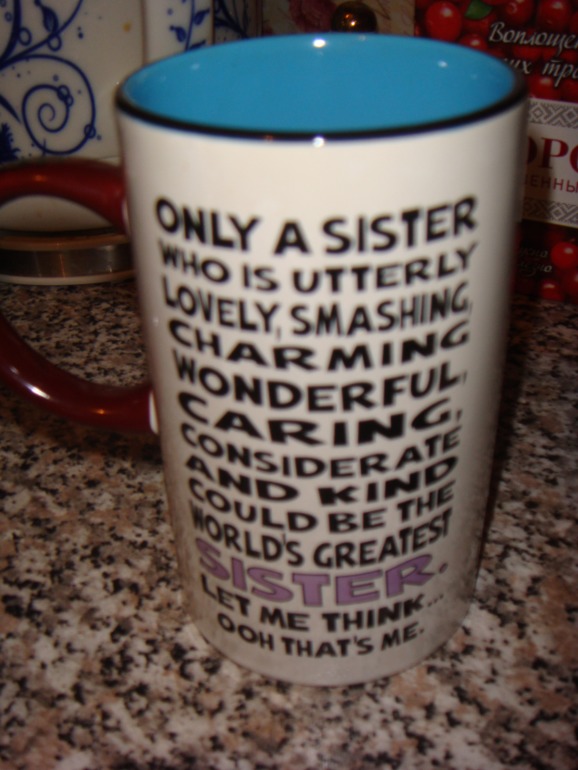 ONLY A SISTER
WHO IS UTTERLY
LOVELY, SMASHING,
CHARMING
WONDERFUL,
CARING,
CONSIDERATE
AND KIND
COULD BE THE
WORLD'S GREATEST
SISTER.
LET ME THINK...
OOH THAT'S ME.